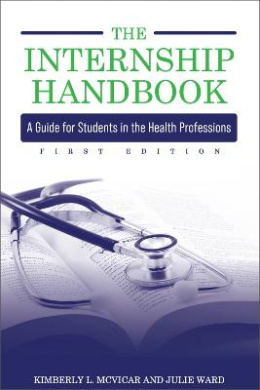 THE
INTERNSHIP
HANDBOOK
A Guide for Students in the Health Professions
FIRST EDITION
KIMBERLY L. MCVICAR AND JULIE WARD